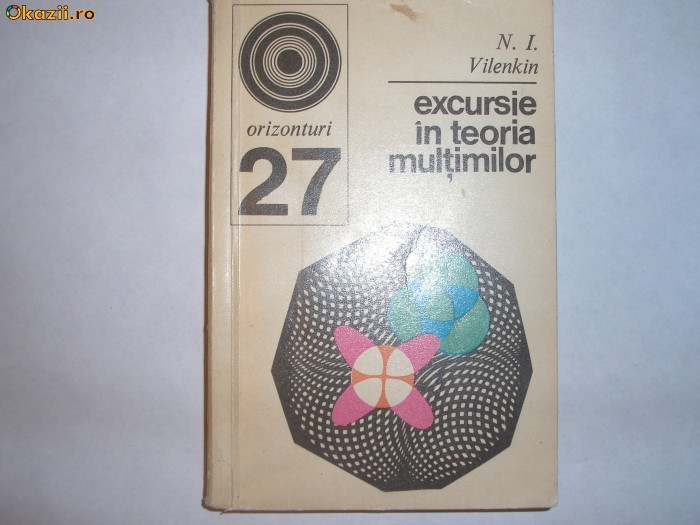 Okazii.ro
orizonturi
27
N. I.
Vilenkin
excursie
în teoria
mulțimilor